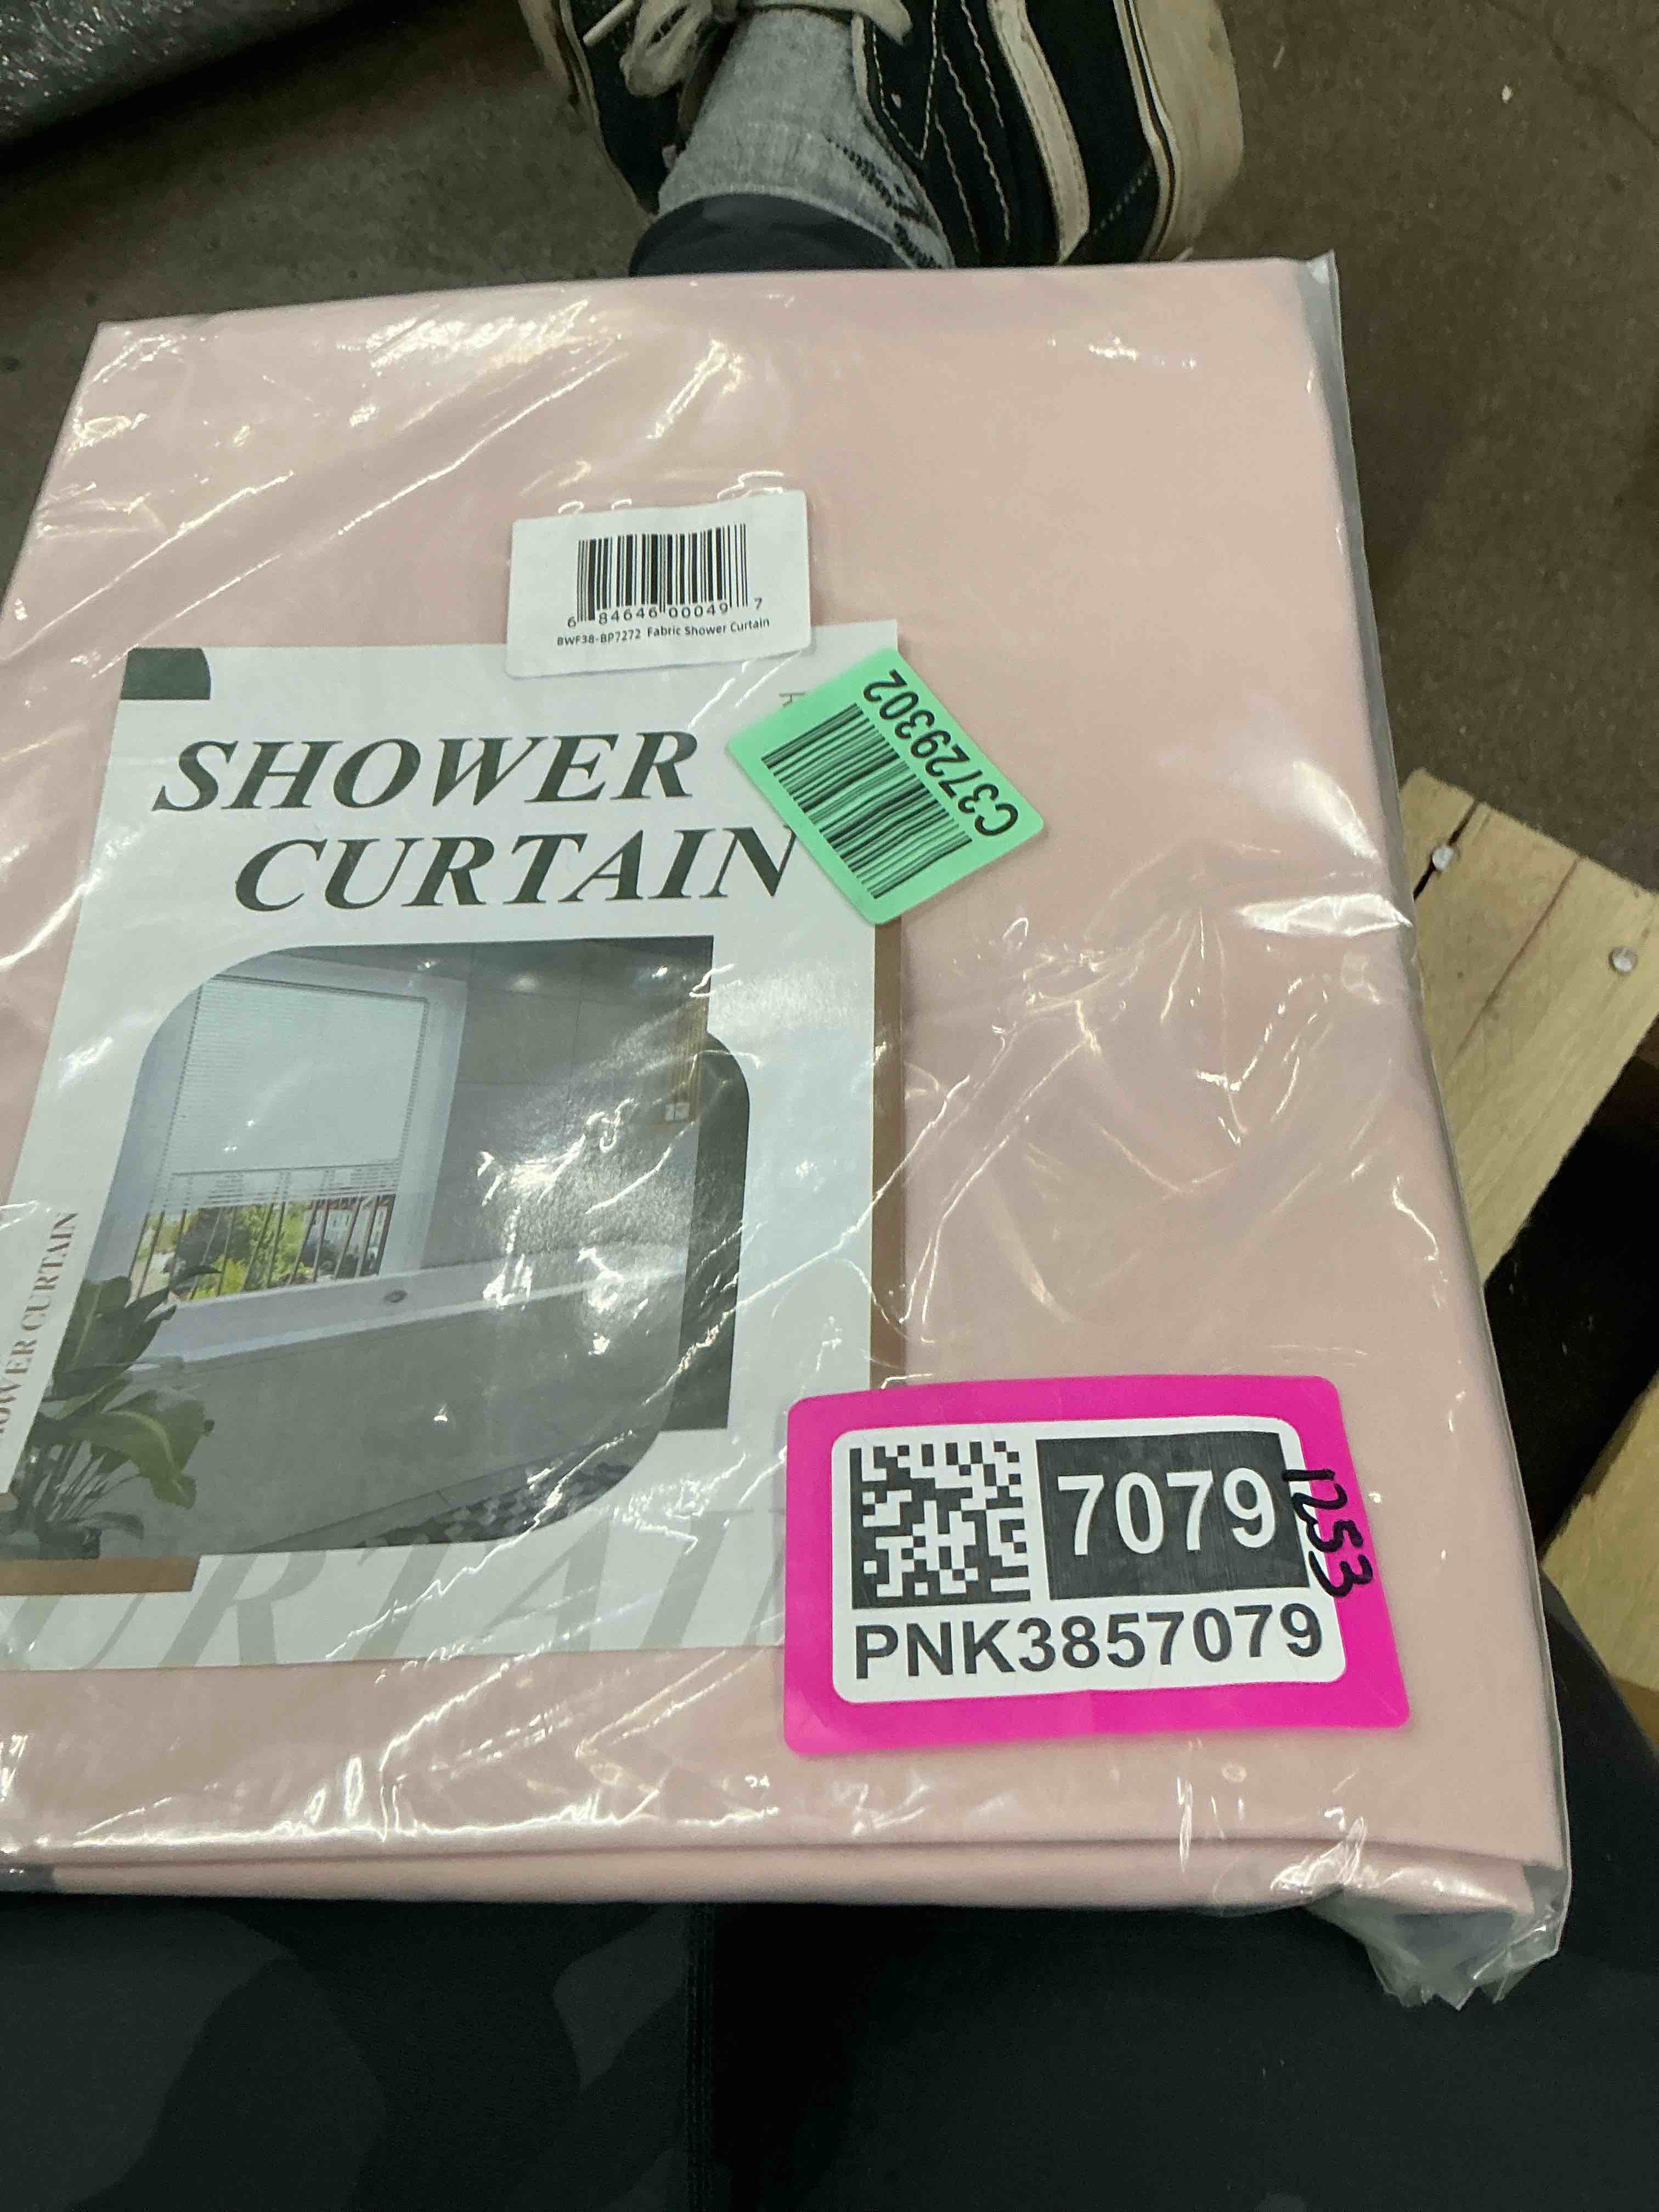 6 84646 00049 7
BWF38-BP7272 Fabric Shower Curtain
C3729302
SHOWER
CURTAIN
SHOWER CURTAIN
7079
1253
PNK3857079